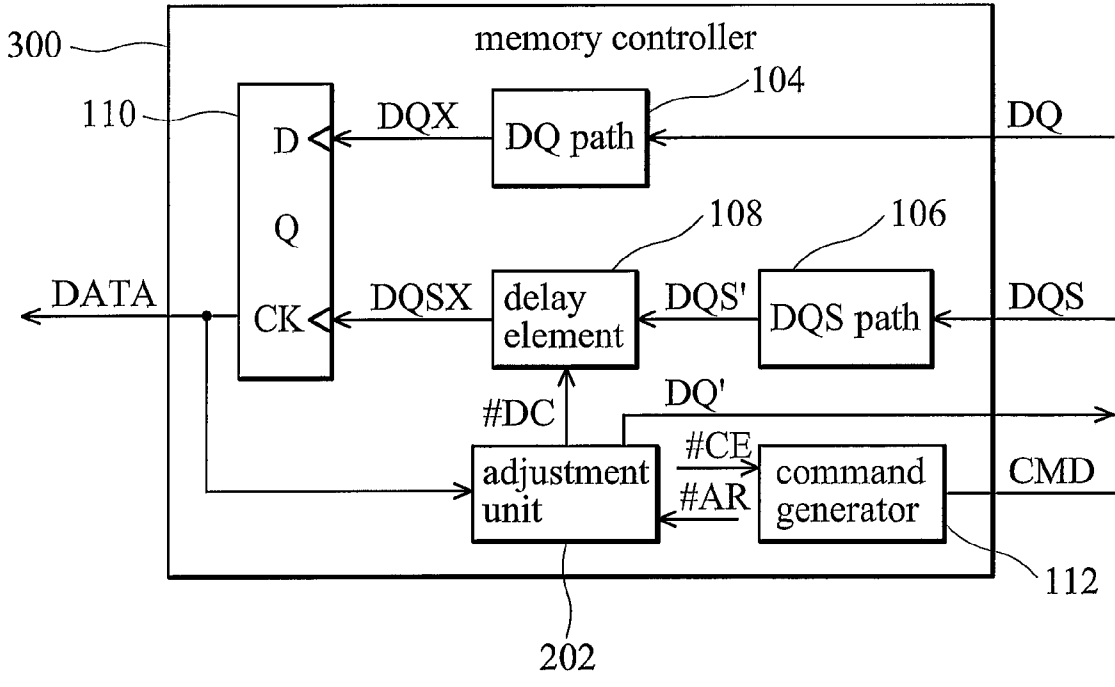 300
memory controller
110
104
D
DQX
DQ path
DQ
Q
108
106
DATA
CK
DQSX
delay
element
DQS'
DQS path
DQS
#DC
DQ'
adjustment
unit
#CE
#AR
command
generator
CMD
112
202